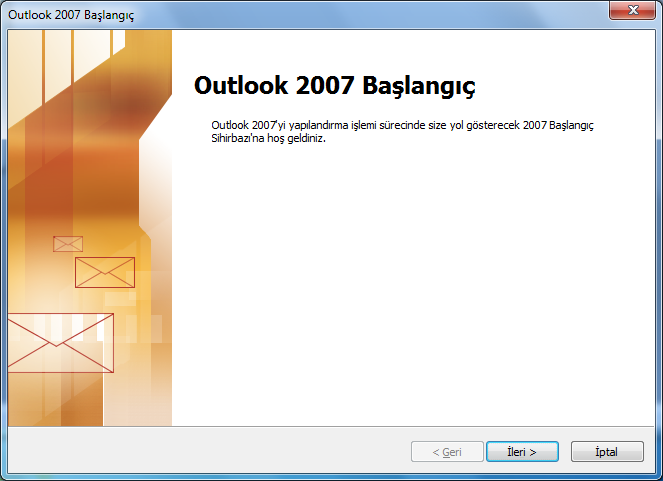 Outlook 2007 Başlangıç
Outlook 2007 Başlangıç
Outlook 2007'yi yapılandırma işlemi sürecinde size yol gösterecek 2007 Başlangıç
Sihirbazı'na hoş geldiniz.
< Geri
İleri >
İptal